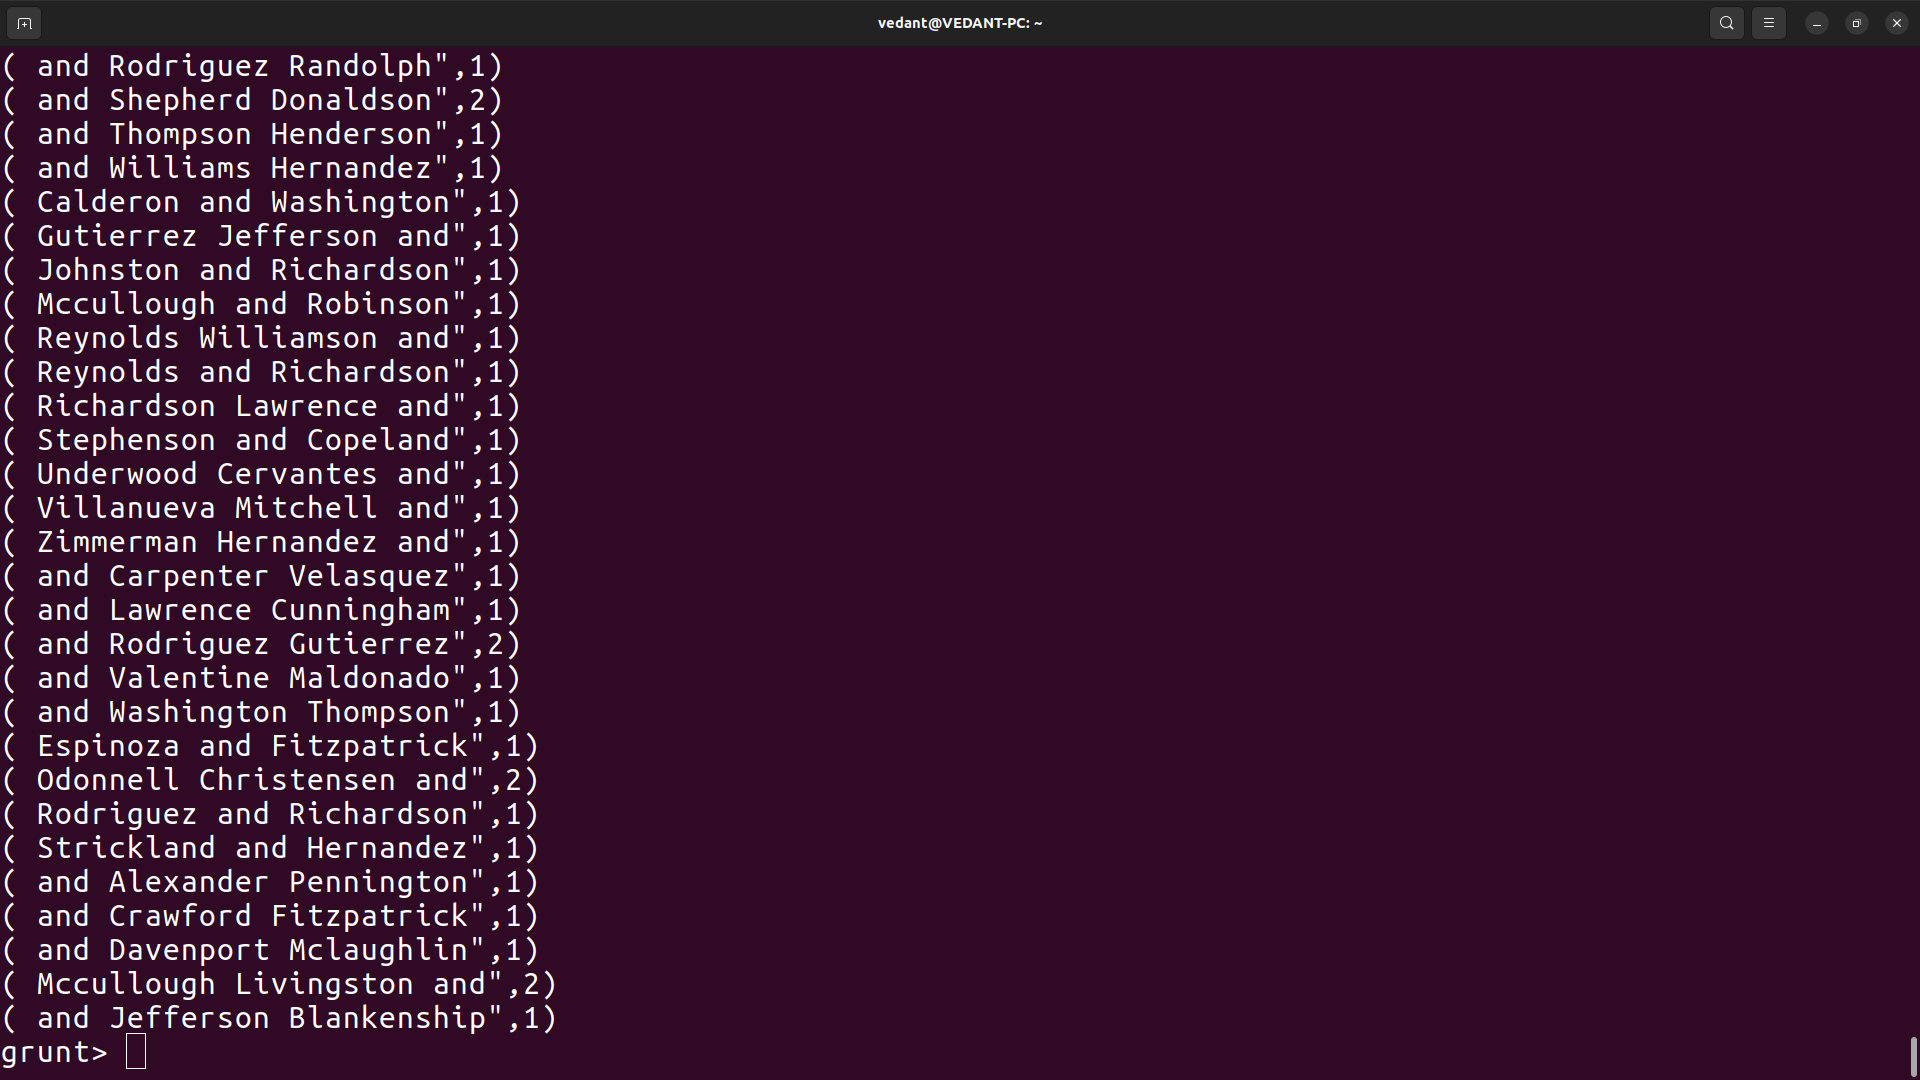 vedant@VEDANT-PC: ~
( and Rodriguez Randolph",1)
( and Shepherd Donaldson",2)
( and Thompson Henderson",1)
( and Williams Hernandez",1)
( Calderon and Washington",1)
( Gutierrez Jefferson and",1)
( Johnston and Richardson",1)
( Mccullough and Robinson",1)
( Reynolds Williamson and",1)
( Reynolds and Richardson",1)
( Richardson Lawrence and",1)
( Stephenson and Copeland",1)
( Underwood Cervantes and",1)
( Villanueva Mitchell and",1)
( Zimmerman Hernandez and",1)
( and Carpenter Velasquez",1)
( and Lawrence Cunningham",1)
( and Rodriguez Gutierrez",2)
( and Valentine Maldonado",1)
( and Washington Thompson",1)
( Espinoza and Fitzpatrick",1)
( Odonnell Christensen and",2)
( Rodriguez and Richardson",1)
( Strickland and Hernandez",1)
( and Alexander Pennington",1)
( and Crawford Fitzpatrick",1)
( and Davenport Mclaughlin",1)
( Mccullough Livingston and",2)
( and Jefferson Blankenship",1)
grunt>